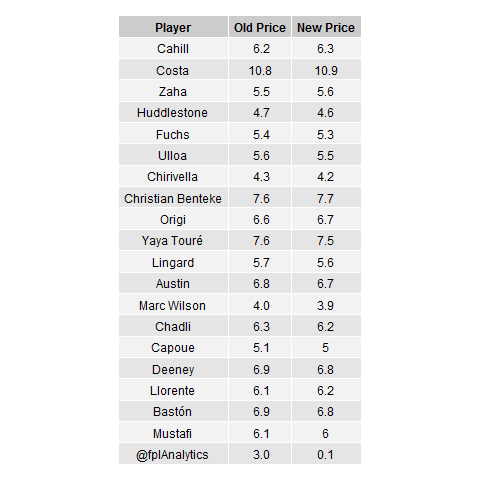 Player Old Price New Price
Cahill 6.2 6.3
Costa 10.8 10.9
Zaha 5.5 5.6
Huddlestone 4.7 4.6
Fuchs 5.4 5.3
Ulloa 5.6 5.5
Chirivella 4.3 4.2
Christian Benteke 7.6 7.7
Origi 6.6 6.7
Yaya Touré 7.6 7.5
Lingard 5.7 5.6
Austin 6.8 6.7
Marc Wilson 4.0 3.9
Chadli 6.3 6.2
Capoue 5.1 5
Deeney 6.9 6.8
Llorente 6.1 6.2
Bastón 6.9 6.8
Mustafi 6.1 6
@fplAnalytics 3.0 0.1